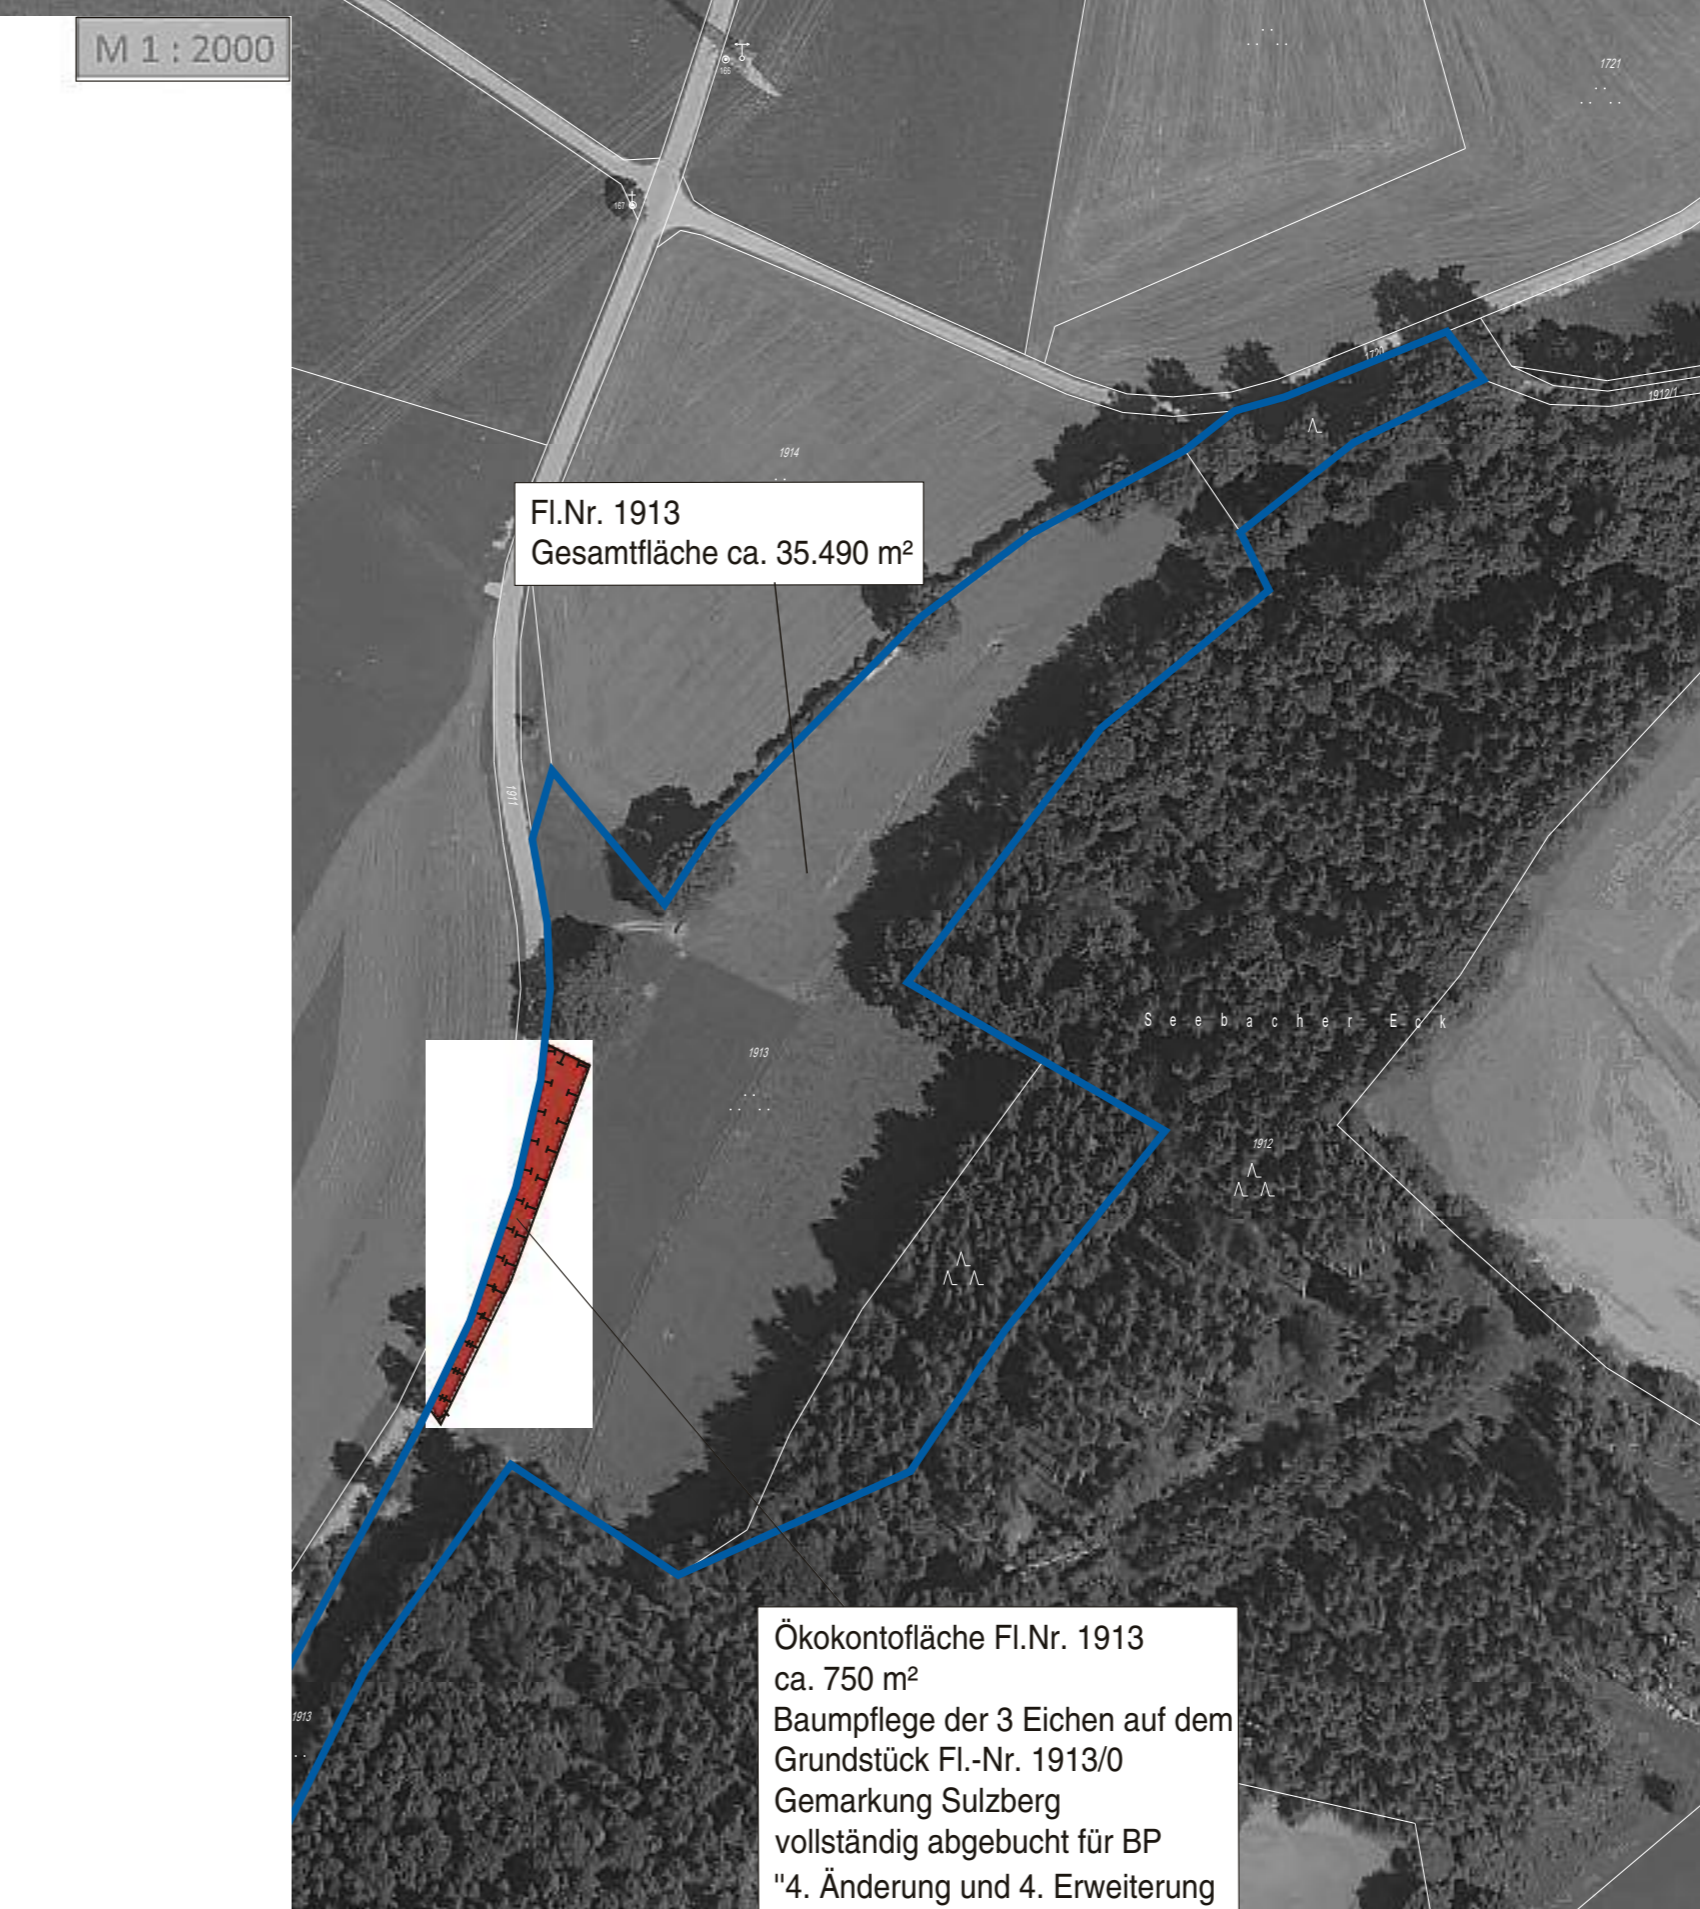 M 1 : 2000
166
1721
167
1720
1912/1
1914
Fl.Nr. 1913
Gesamtfläche ca. 35.490 m²
1911
Seebacher Eck
1913
1912
Ökokontofläche Fl.Nr. 1913
ca. 750 m²
Baumpflege der 3 Eichen auf dem
Grundstück Fl.-Nr. 1913/0
Gemarkung Sulzberg
vollständig abgebucht für BP
"4. Änderung und 4. Erweiterung
1913